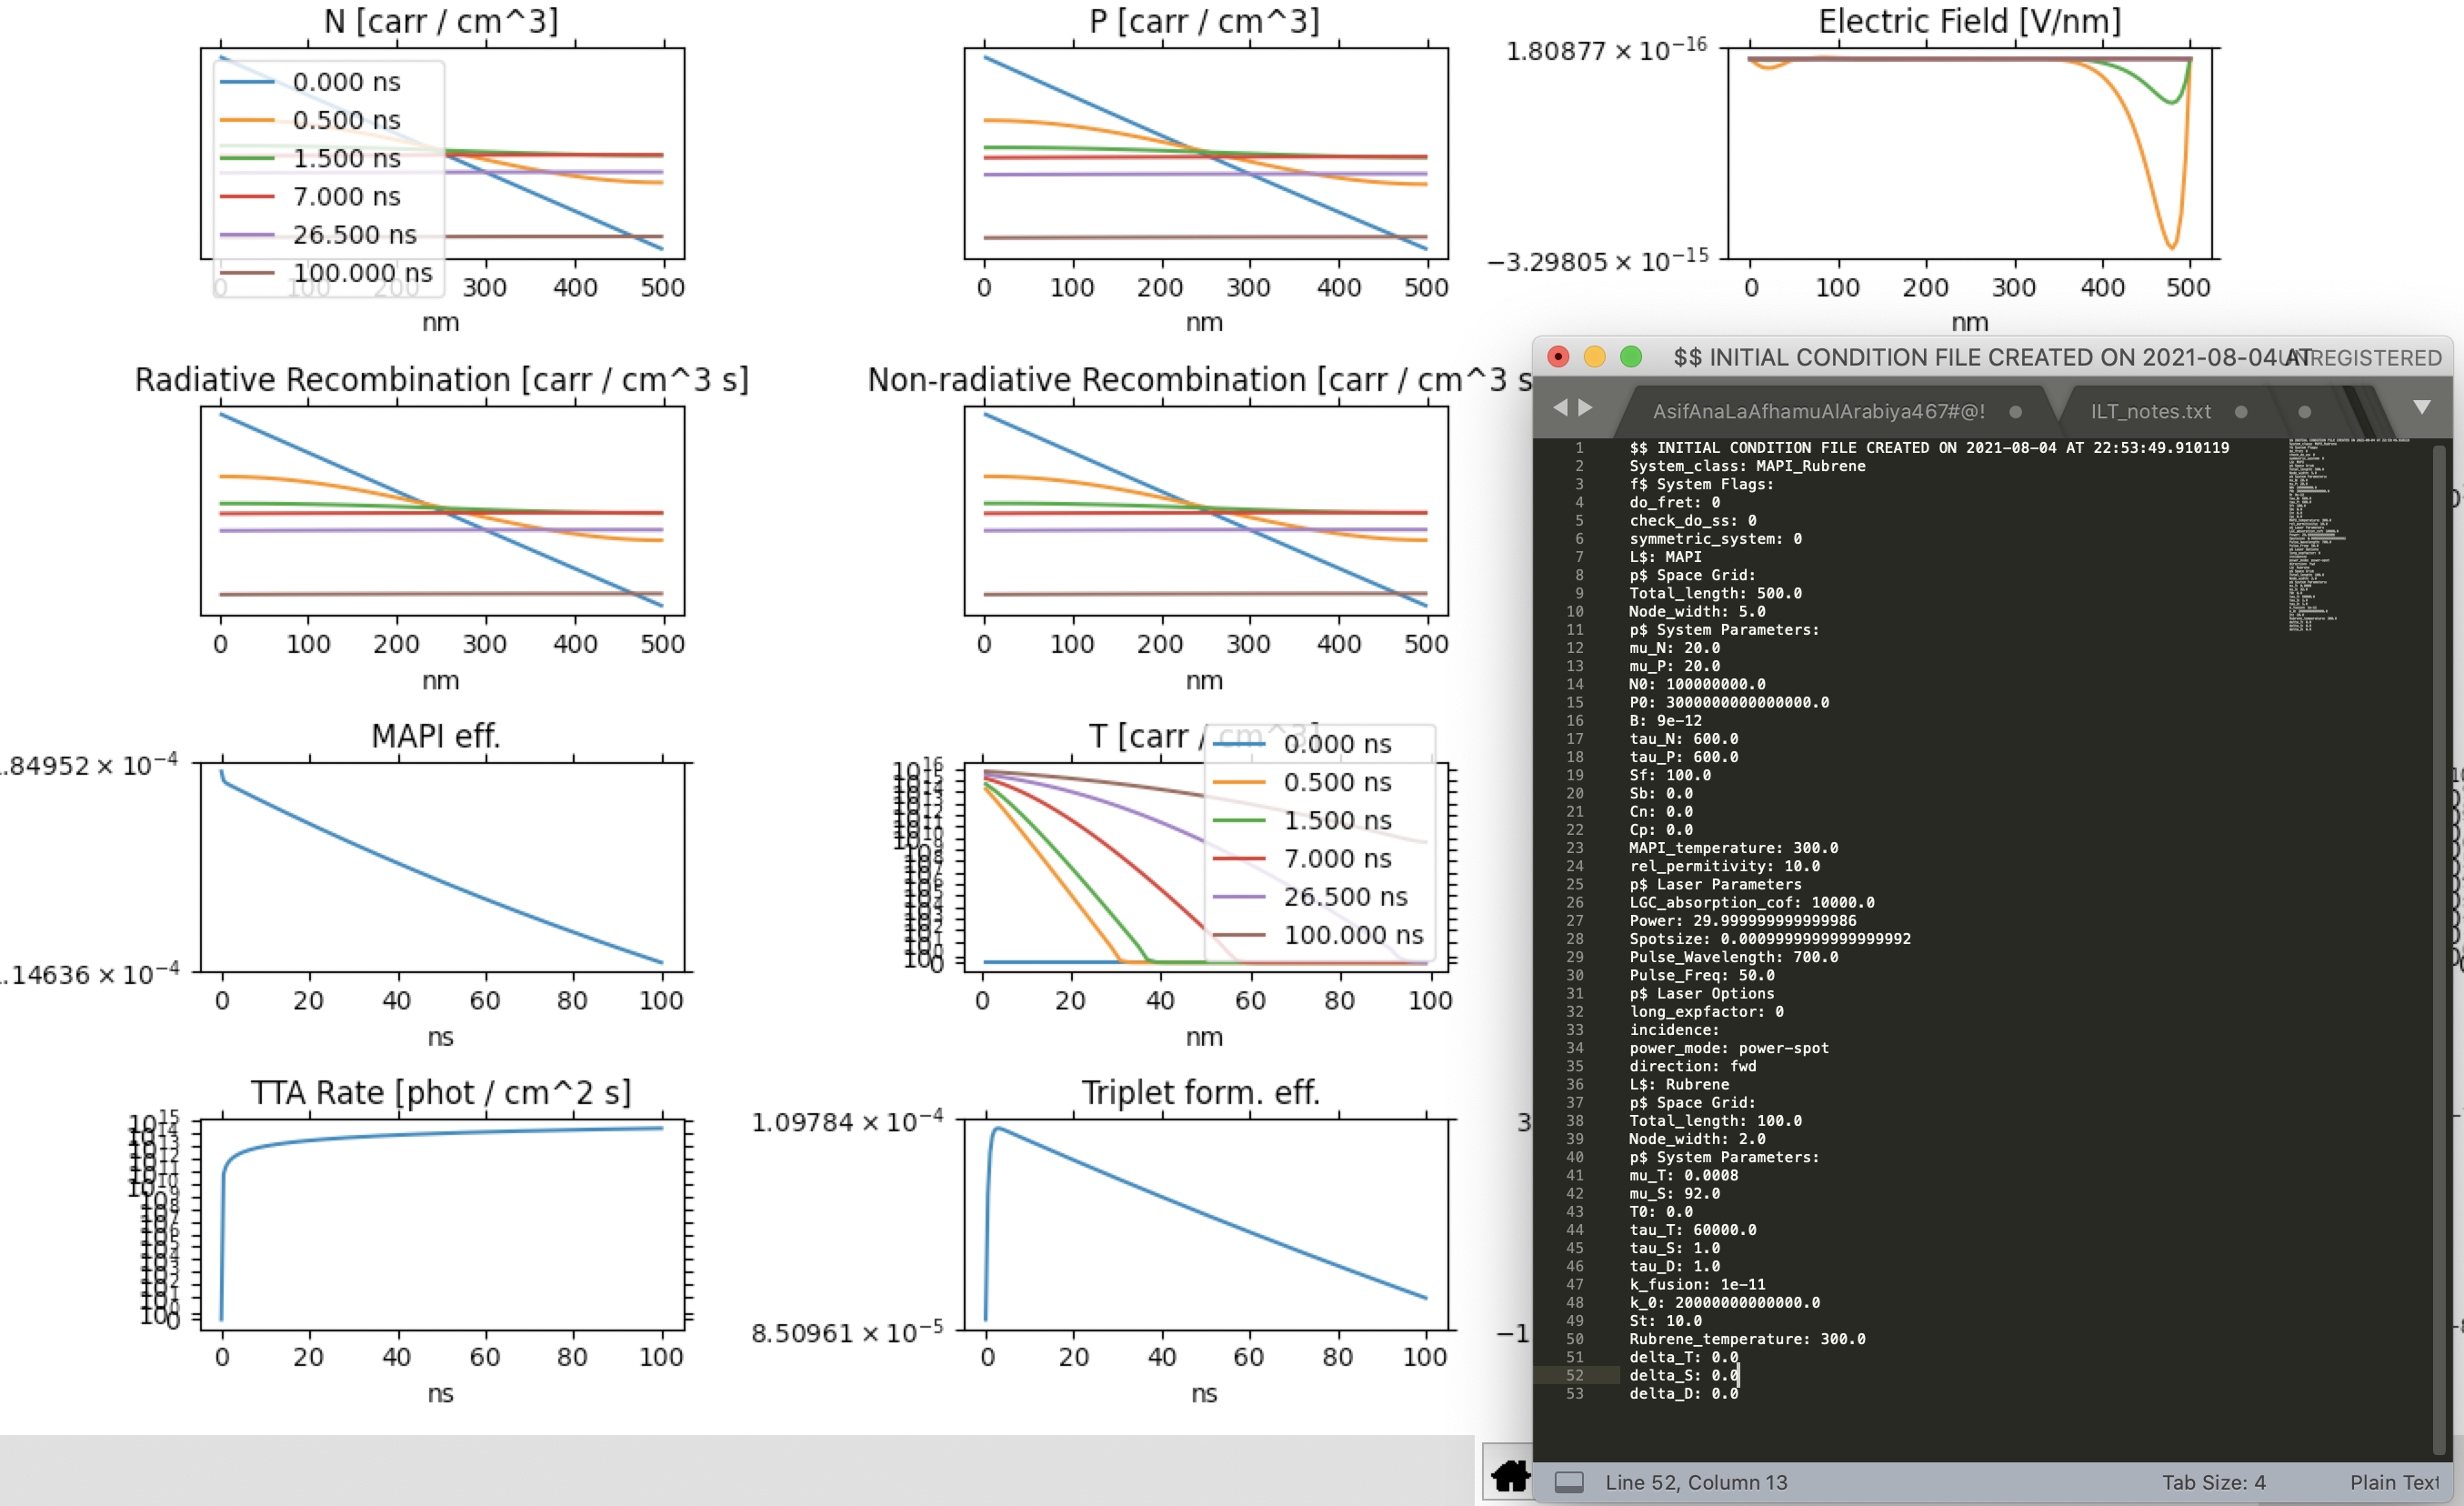 N [carr / cm^3]
0.000 ns
0.500 ns
1.500 ns
7.000 ns
26.500 ns
100.000 ns
0 100 200 300 400 500
nm
P [carr / cm^3]
0 100 200 300 400 500
nm
Electric Field [V/nm]
1.80877 × 10^−16
−3.29805 × 10^−15
0 100 200 300 400 500
nm
Radiative Recombination [carr / cm^3 s]
0 100 200 300 400 500
nm
Non-radiative Recombination [carr / cm^3 s
0 100 200 300 400 500
nm
MAPI eff.
.84952 × 10^−4
.14636 × 10^−4
0 20 40 60 80 100
ns
T [carr / cm^3]
0.000 ns
0.500 ns
1.500 ns
7.000 ns
26.500 ns
100.000 ns
0 20 40 60 80 100
nm
TTA Rate [phot / cm^2 s]
0 20 40 60 80 100
ns
Triplet form. eff.
1.09784 × 10^−4
8.50961 × 10^−5
0 20 40 60 80 100
ns
3
−1
$$ INITIAL CONDITION FILE CREATED ON 2021-08-04 AT
UNREGISTERED
AsifAnaLaAfhamuAlArabiya467#@!
ILT_notes.txt
1 $$ INITIAL CONDITION FILE CREATED ON 2021-08-04 AT 22:53:49.910119
2 System_class: MAPI_Rubrene
3 f$ System Flags:
4 do_fret: 0
5 check_do_ss: 0
6 symmetric_system: 0
7 L$: MAPI
8 p$ Space Grid:
9 Total_length: 500.0
10 Node_width: 5.0
11 p$ System Parameters:
12 mu_N: 20.0
13 mu_P: 20.0
14 N0: 100000000.0
15 P0: 3000000000000000.0
16 B: 9e-12
17 tau_N: 600.0
18 tau_P: 600.0
19 Sf: 100.0
20 Sb: 0.0
21 Cn: 0.0
22 Cp: 0.0
23 MAPI_temperature: 300.0
24 rel_permitivity: 10.0
25 p$ Laser Parameters
26 LGC_absorption_cof: 10000.0
27 Power: 29.999999999999986
28 Spotsize: 0.0009999999999999992
29 Pulse_Wavelength: 700.0
30 Pulse_Freq: 50.0
31 p$ Laser Options
32 long_expfactor: 0
33 incidence:
34 power_mode: power-spot
35 direction: fwd
36 L$: Rubrene
37 p$ Space Grid:
38 Total_length: 100.0
39 Node_width: 2.0
40 p$ System Parameters:
41 mu_T: 0.0008
42 mu_S: 92.0
43 T0: 0.0
44 tau_T: 60000.0
45 tau_S: 1.0
46 tau_D: 1.0
47 k_fusion: 1e-11
48 k_0: 20000000000000.0
49 St: 10.0
50 Rubrene_temperature: 300.0
51 delta_T: 0.0
52 delta_S: 0.0
53 delta_D: 0.0
Line 52, Column 13
Tab Size: 4
Plain Text